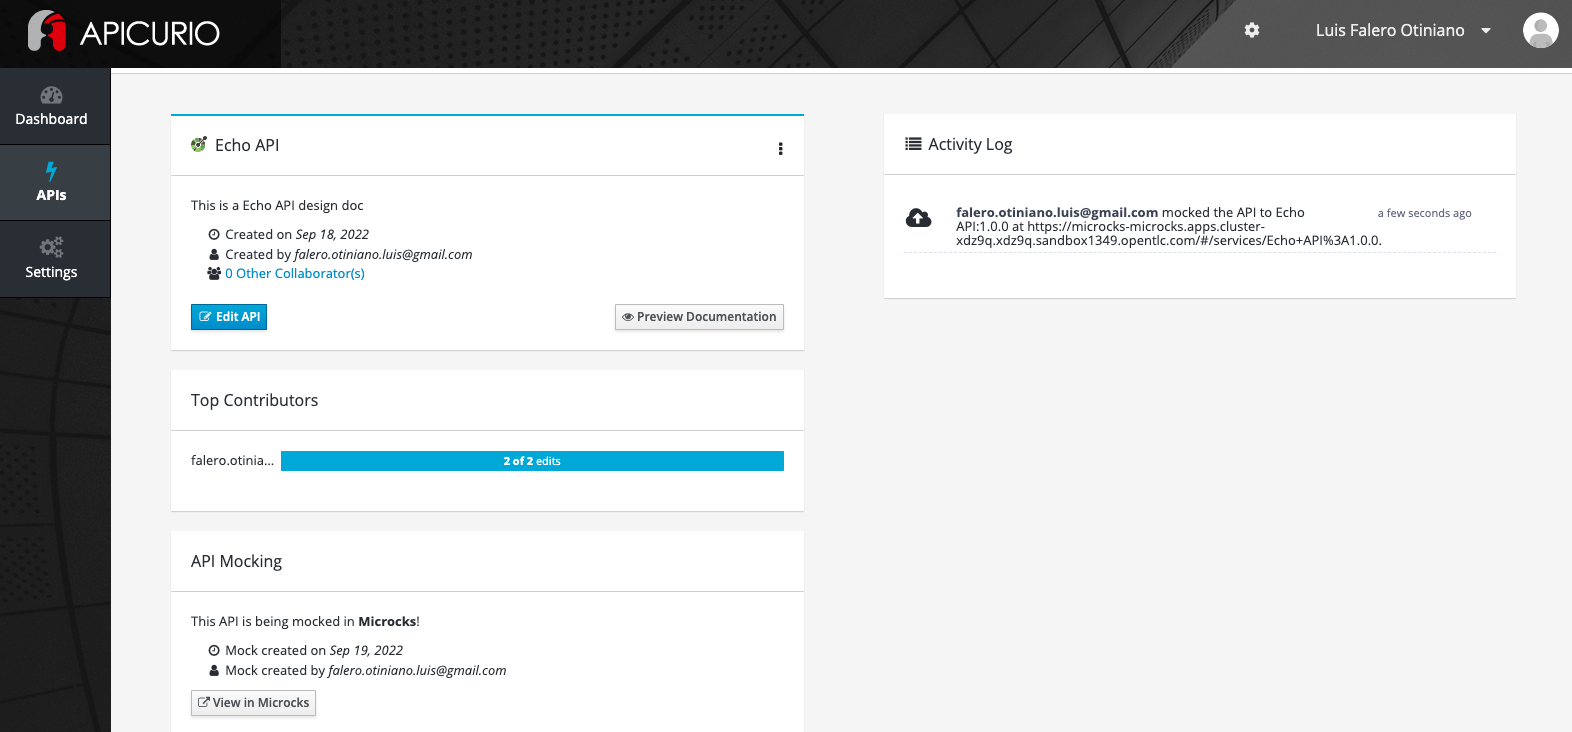 APICURIO
Luis Falero Otiniano
Dashboard
APIs
Settings
Echo API
This is a Echo API design doc
Created on Sep 18, 2022
Created by falero.otiniano.luis@gmail.com
0 Other Collaborator(s)
Edit API
Preview Documentation
Top Contributors
falero.otinia...
2 of 2 edits
API Mocking
This API is being mocked in Microcks!
Mock created on Sep 19, 2022
Mock created by falero.otiniano.luis@gmail.com
View in Microcks
Activity Log
falero.otiniano.luis@gmail.com mocked the API to Echo
a few seconds ago
API:1.0.0 at https://microcks-microcks.apps.cluster-
xdz9q.xdz9q.sandbox1349.opentlc.com/#/services/Echo+API%3A1.0.0.